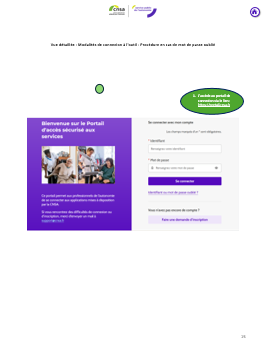 cnsa
Vue détaillée - Modalités de connexion à l'outil - Procédure en cas de mot de passe oublié
1. J'accède au portail de
connexion via le lien:
Bienvenue sur le Portail
d'accès sécurisé aux
services
Ce portail permet aux professionnels de l'autonomie
de se connecter aux applications mises à disposition
par la CNSA.
Si vous rencontrez des difficultés de connexion ou
d'inscription, merci d'envoyer un mail à
Se connecter avec mon compte
Les champs marqués d'un * sont obligatoires.
* Identifiant
Renseignez votre identifiant
* Mot de passe
Renseignez votre mot de passe
Se connecter
Identifiant ou mot de passe oublié ?
Vous n'avez pas encore de compte ?
Faire une demande d'inscription